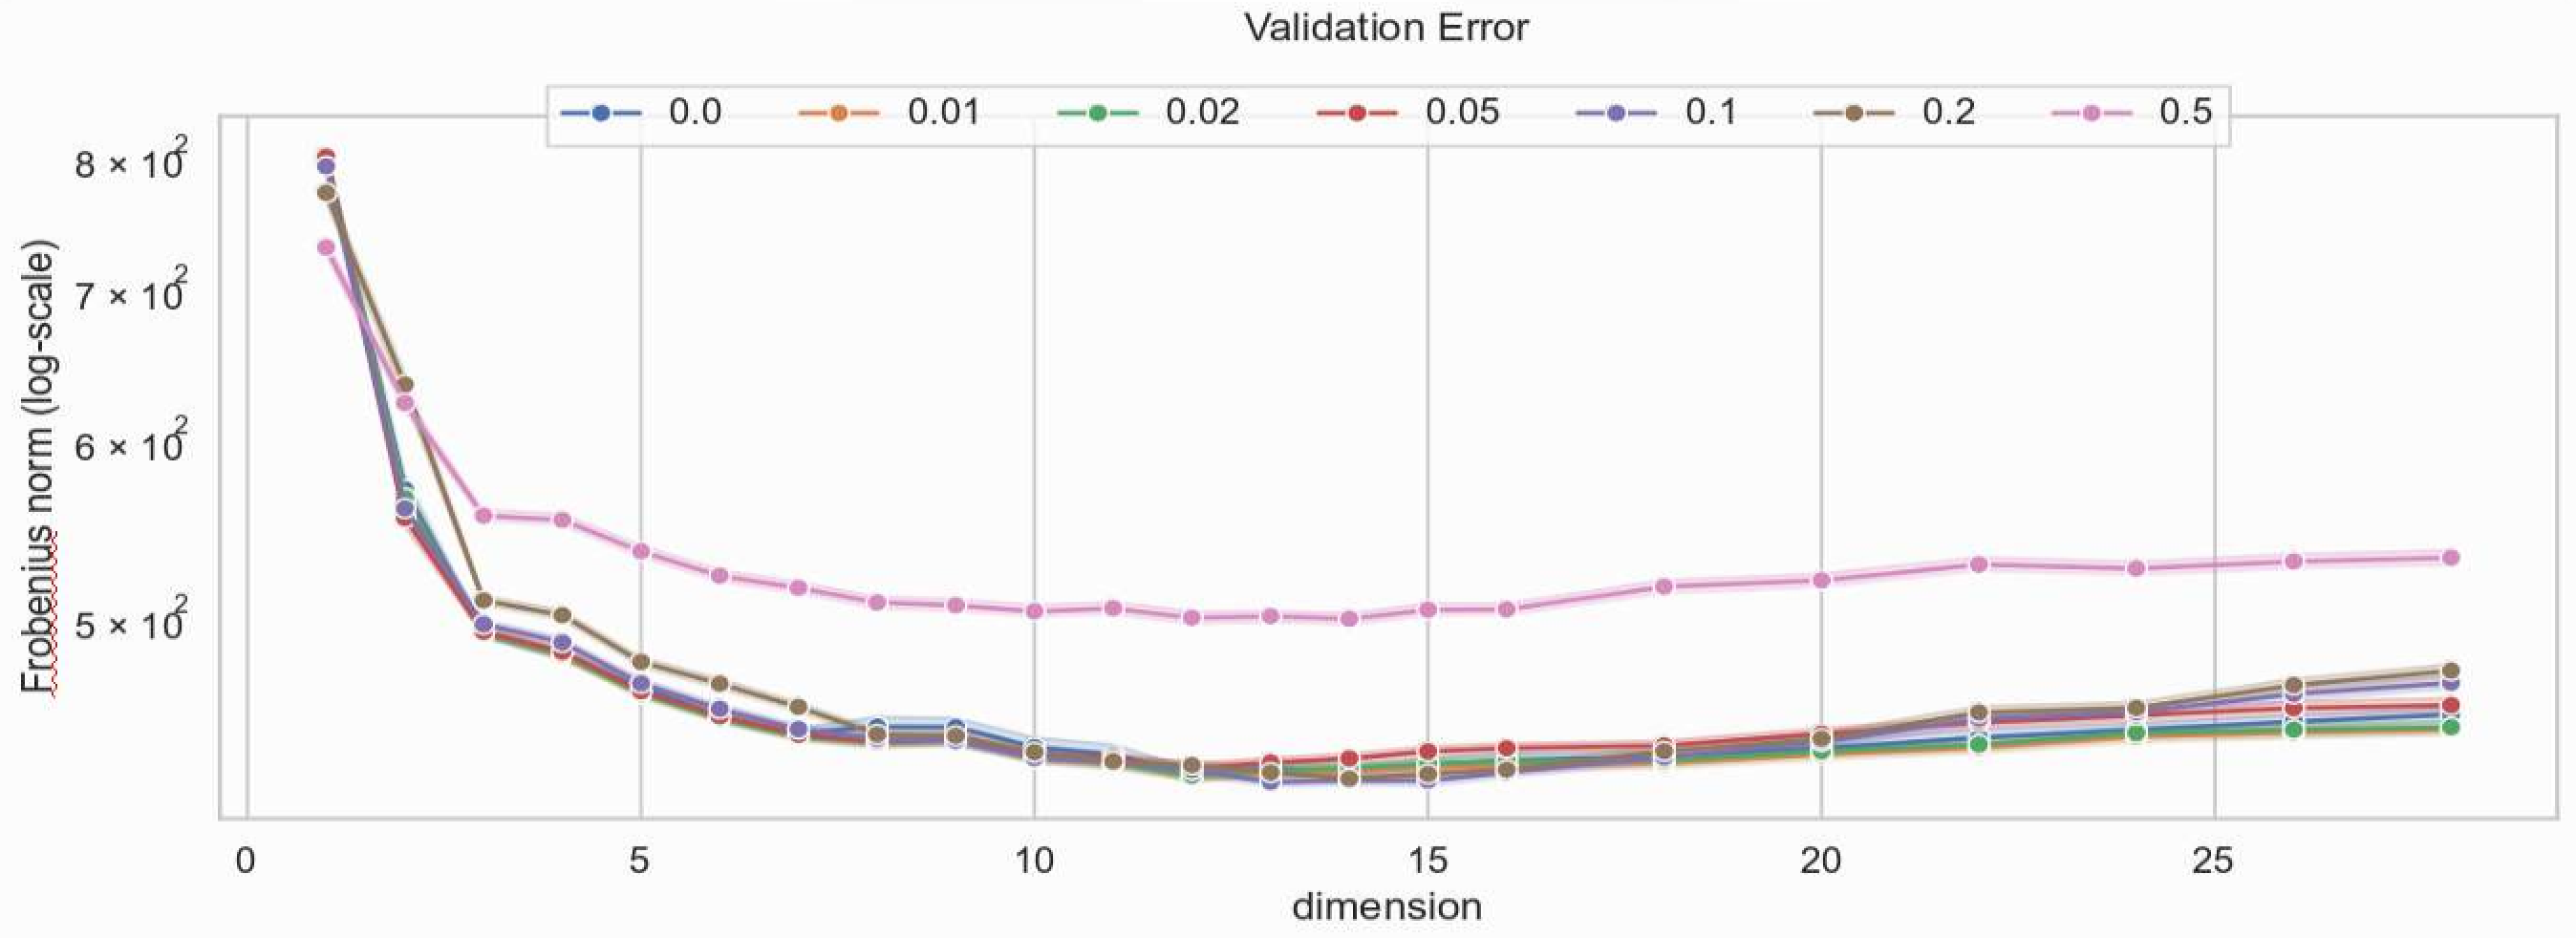 Validation Error
0.0 0.01 0.02 0.05 0.1 0.2 0.5
Frobenius norm (log-scale)
8 × 10²
7 × 10²
6 × 10²
5 × 10²
0 5 10 15 20 25
dimension